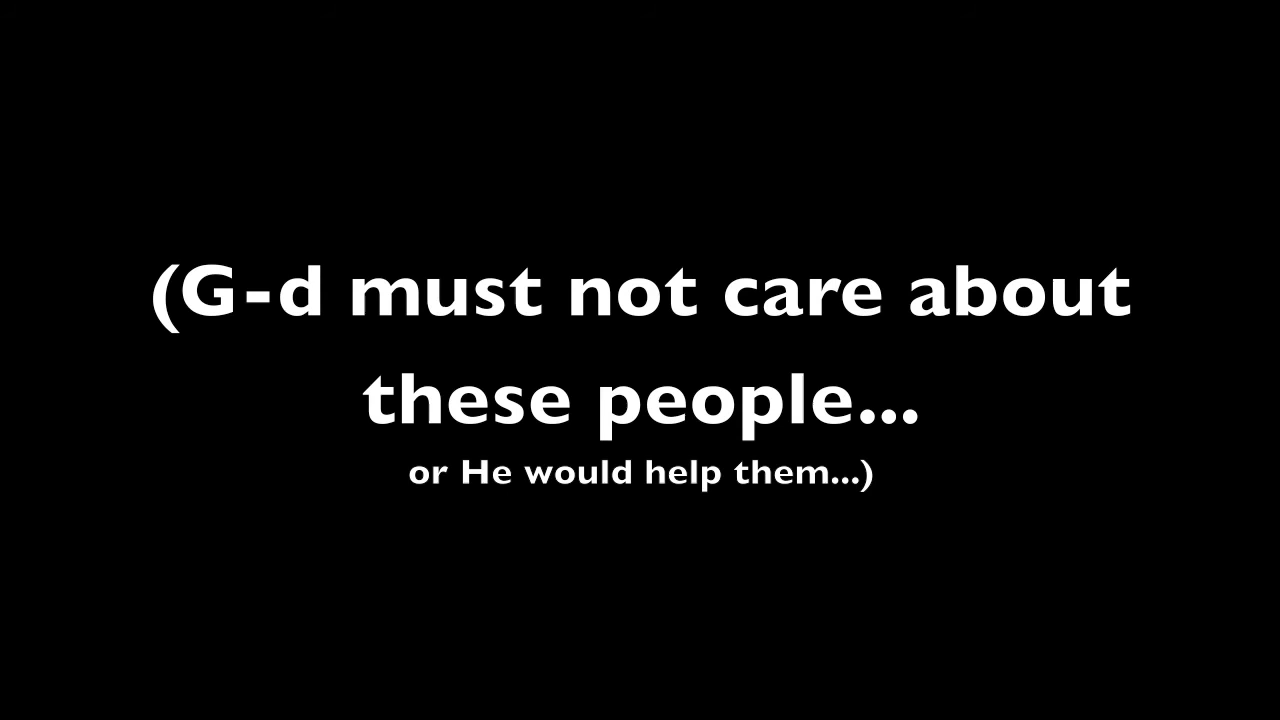 (G-d must not care about
these people...
or He would help them...)